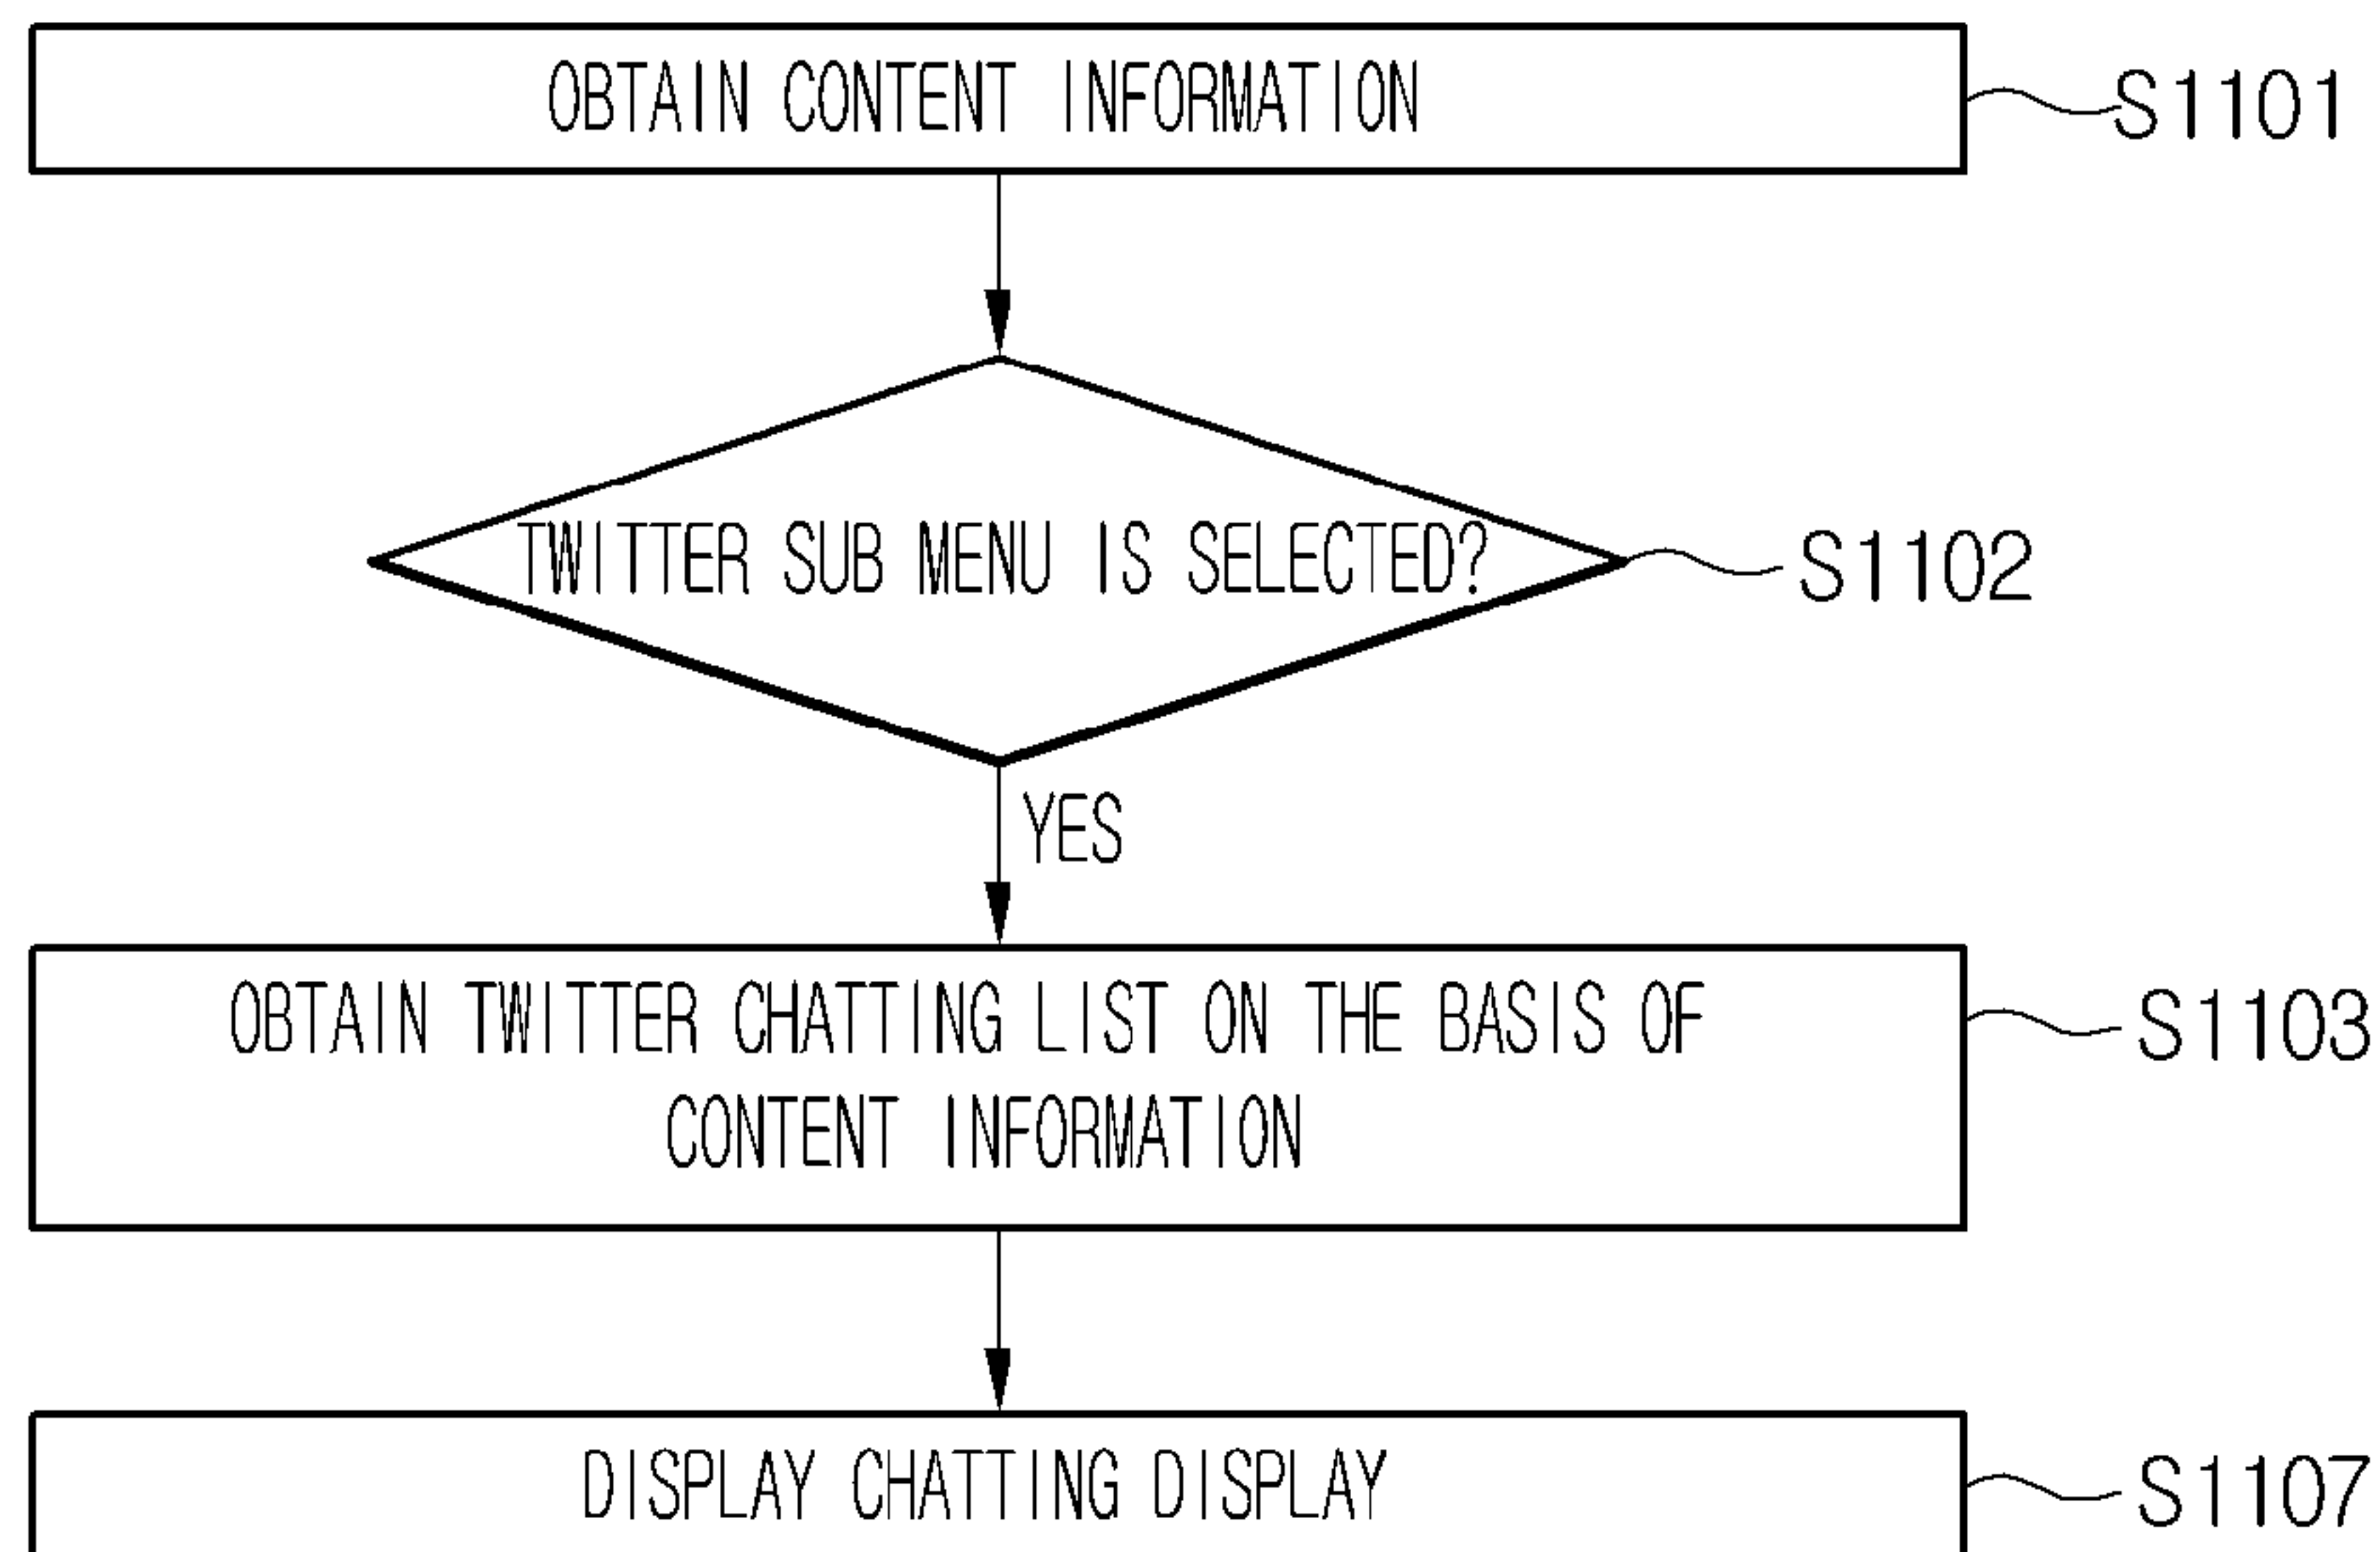 OBTAIN CONTENT INFORMATION
S1101
TWITTER SUB MENU IS SELECTED?
S1102
YES
OBTAIN TWITTER CHATTING LIST ON THE BASIS OF
CONTENT INFORMATION
S1103
DISPLAY CHATTING DISPLAY
S1107